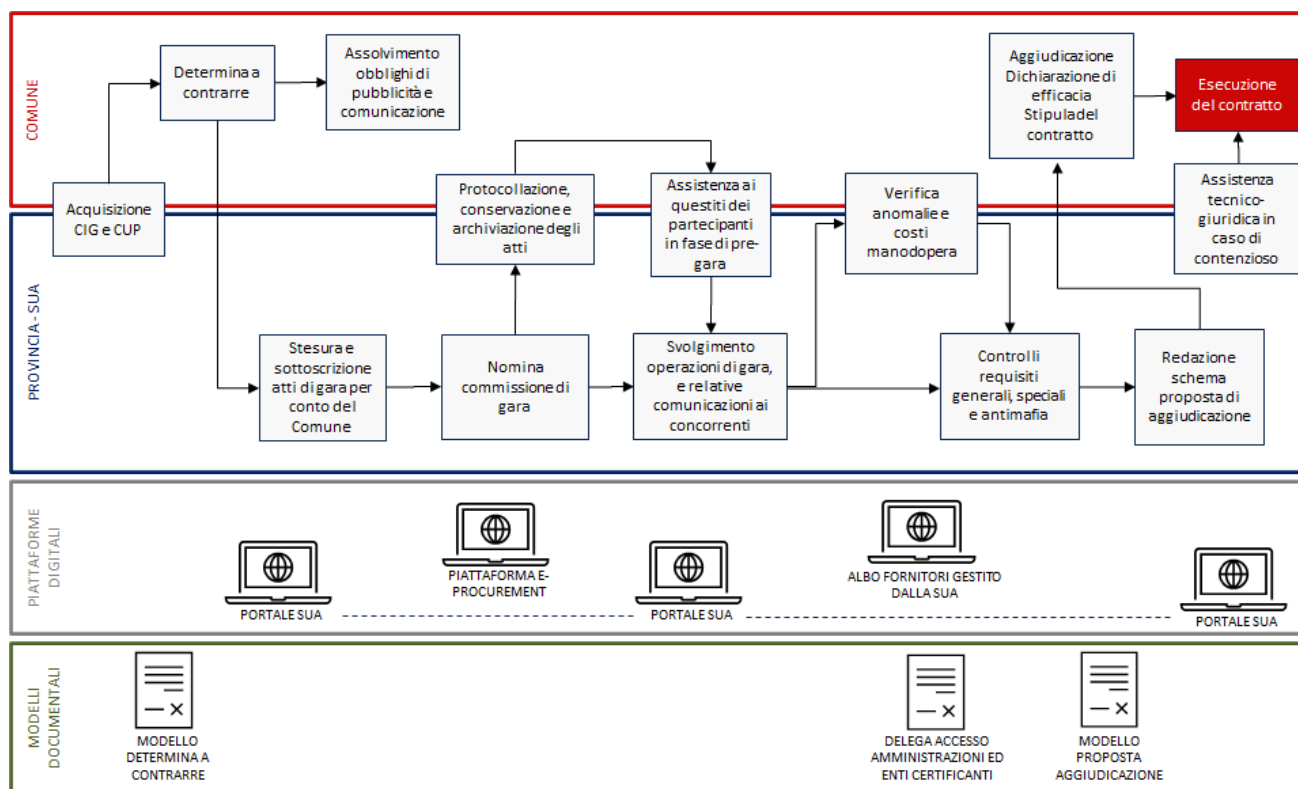 COMUNE
Determina a
contrarre
Assolvimento
obblighi di
pubblicità e
comunicazione
Aggiudicazione
Dichiarazione di
efficacia
Stipula del
contratto
Esecuzione
del contratto
Acquisizione
CIG e CUP
Protocollazione,
conservazione e
archiviazione degli
atti
Assistenza ai
questiti dei
partecipanti
in fase di pre-
gara
Verifica
anomalie e
costi
manodopera
Assistenza
tecnico-
giuridica in
caso di
contenzioso
PROVINCIA - SUA
Stesura e
sottoscrizione
atti di gara per
conto del
Comune
Nomina
commissione di
gara
Svolgimento
operazioni di gara,
e relative
comunicazioni ai
concorrenti
Controlli
requisiti
generali, speciali
e antimafia
Redazione
schema
proposta di
aggiudicazione
PIATTAFORME
DIGITALI
PORTALE SUA
PIATTAFORMA E-
PROCUREMENT
PORTALE SUA
ALBO FORNITORI GESTITO
DALLA SUA
PORTALE SUA
MODELLI
DOCUMENTALI
MODELLO
DETERMINA A
CONTRARRE
DELEGA ACCESSO
AMMINISTRAZIONI ED
ENTI CERTIFICANTI
MODELLO
PROPOSTA
AGGIUDICAZIONE